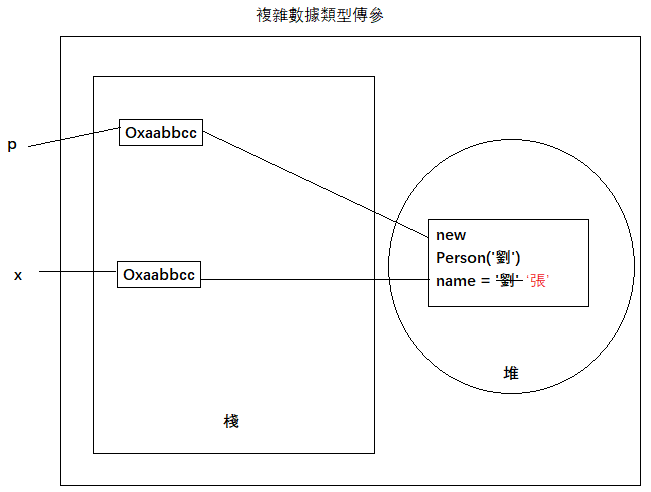 複雜數據類型傳參
p
Oxaabbcc
x
Oxaabbcc
new
Person('劉')
name = '劉' ‘張’
堆
棧